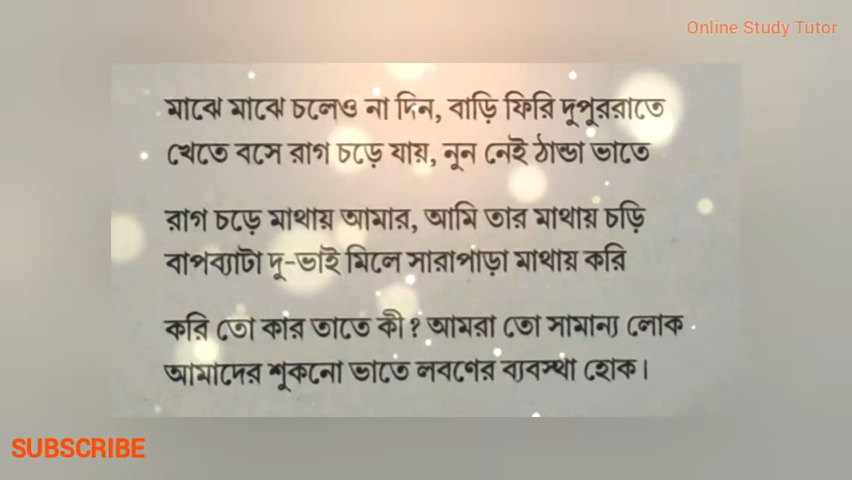 Online Study Tutor
মাঝে মাঝে চলেও না দিন, বাড়ি ফিরি দুপুররাতে
খেতে বসে রাগ চড়ে যায়, নুন নেই ঠান্ডা ভাতে
রাগ চড়ে মাথায় আমার, আমি তার মাথায় চড়ি
বাপব্যাটা দু-ভাই মিলে সারাপাড়া মাথায় করি
করি তো কার তাতে কী? আমরা তো সামান্য লোক
আমাদের শুকনো ভাতে লবণের ব্যবস্থা হোক।
SUBSCRIBE